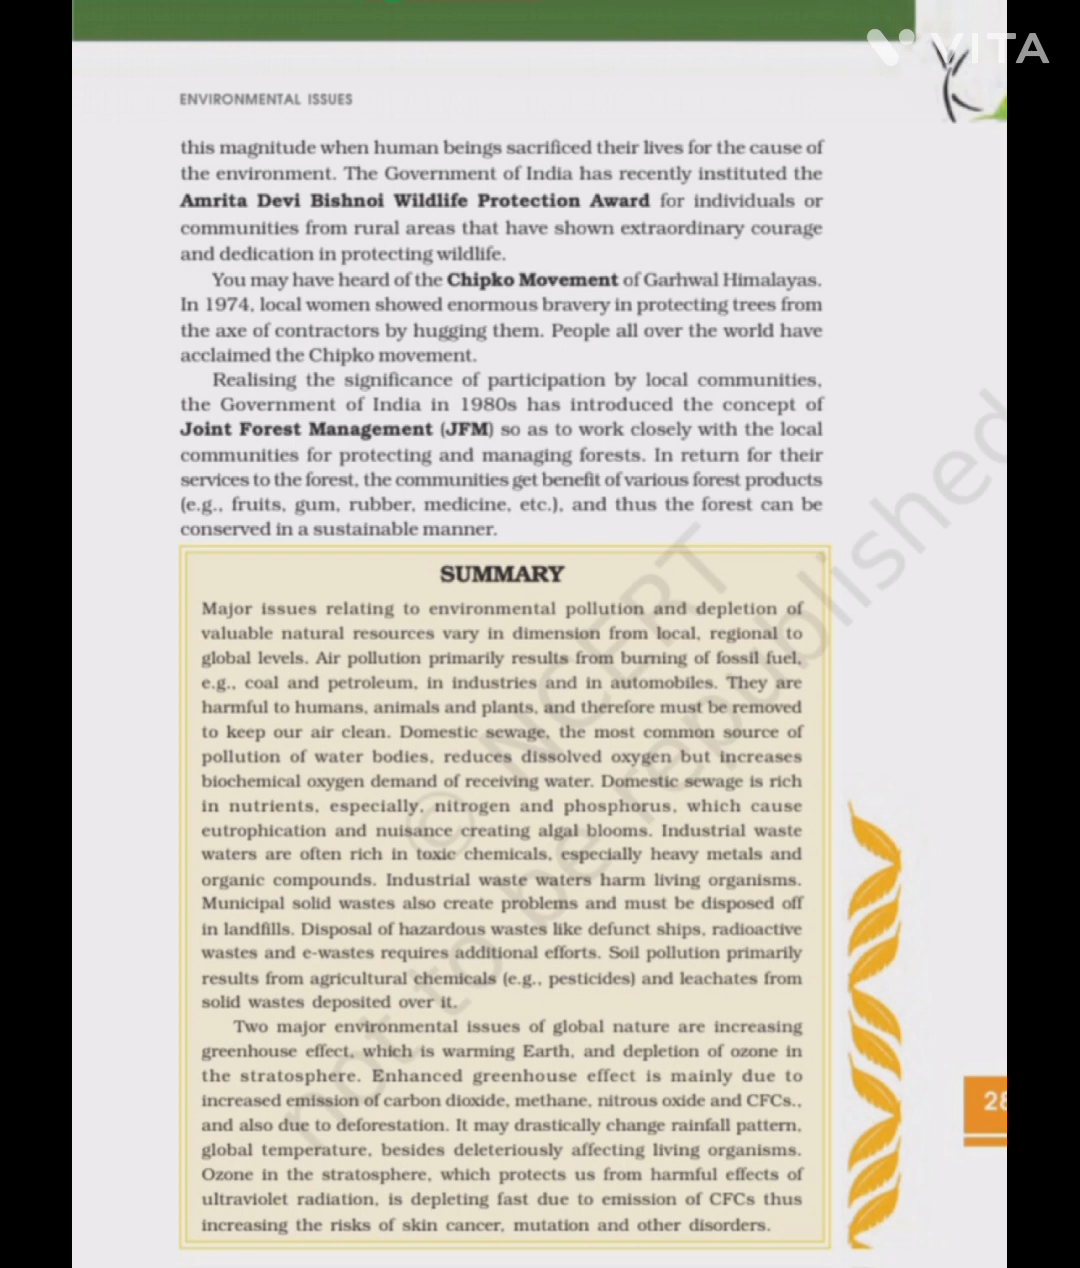 VITA
ENVIRONMENTAL ISSUES
this magnitude when human beings sacrificed their lives for the cause of
the environment. The Government of India has recently instituted the
Amrita Devi Bishnoi Wildlife Protection Award for individuals or
communities from rural areas that have shown extraordinary courage
and dedication in protecting wildlife.
You may have heard of the Chipko Movement of Garhwal Himalayas.
In 1974, local women showed enormous bravery in protecting trees from
the axe of contractors by hugging them. People all over the world have
acclaimed the Chipko movement.
Realising the significance of participation by local communities,
the Government of India in 1980s has introduced the concept of
Joint Forest Management (JFM) so as to work closely with the local
communities for protecting and managing forests. In return for their
services to the forest, the communities get benefit of various forest products
(e.g., fruits, gum, rubber, medicine, etc.), and thus the forest can be
conserved in a sustainable manner.
SUMMARY
Major issues relating to environmental pollution and depletion of
valuable natural resources vary in dimension from local, regional to
global levels. Air pollution primarily results from burning of fossil fuel,
e.g., coal and petroleum, in industries and in automobiles. They are
harmful to humans, animals and plants, and therefore must be removed
to keep our air clean. Domestic sewage, the most common source of
pollution of water bodies, reduces dissolved oxygen but increases
biochemical oxygen demand of receiving water. Domestic sewage is rich
in nutrients, especially, nitrogen and phosphorus, which cause
eutrophication and nuisance creating algal blooms. Industrial waste
waters are often rich in toxic chemicals, especially heavy metals and
organic compounds. Industrial waste waters harm living organisms.
Municipal solid wastes also create problems and must be disposed off
in landfills. Disposal of hazardous wastes like defunct ships, radioactive
wastes and e-wastes requires additional efforts. Soil pollution primarily
results from agricultural chemicals (e.g., pesticides) and leachates from
solid wastes deposited over it.
Two major environmental issues of global nature are increasing
greenhouse effect, which is warming Earth, and depletion of ozone in
the stratosphere. Enhanced greenhouse effect is mainly due to
increased emission of carbon dioxide, methane, nitrous oxide and CFCs.,
and also due to deforestation. It may drastically change rainfall pattern,
global temperature, besides deleteriously affecting living organisms.
Ozone in the stratosphere, which protects us from harmful effects of
ultraviolet radiation, is depleting fast due to emission of CFCs thus
increasing the risks of skin cancer, mutation and other disorders.
© NCERT
not to be republished
28